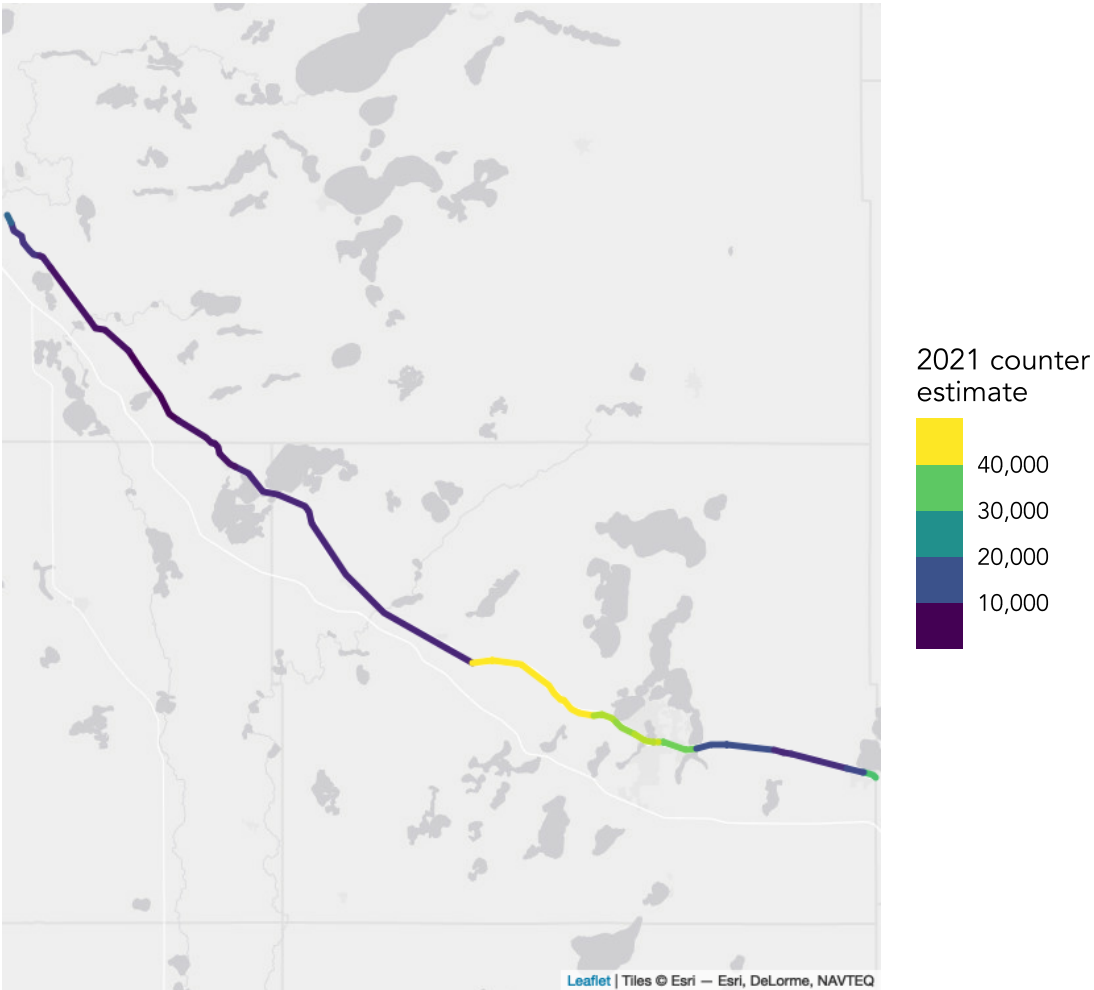 2021 counter
estimate
40,000
30,000
20,000
10,000
Leaflet | Tiles © Esri — Esri, DeLorme, NAVTEQ